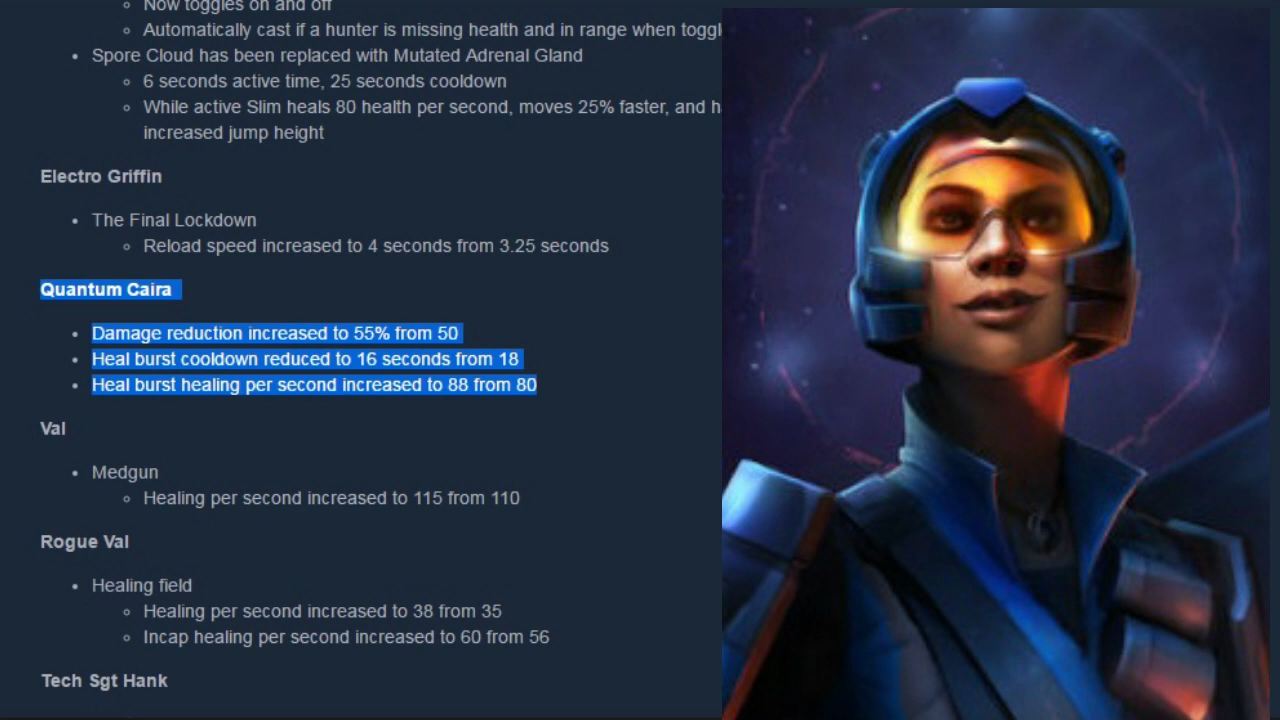 Now toggles on and off
Automatically cast if a hunter is missing health and in range when
Spore Cloud has been replaced with Mutated Adrenal Gland
6 seconds active time, 25 seconds cooldown
While active Slim heals 80 health per second, moves 25% faster, and
increased jump height
Electro Griffin
The Final Lockdown
Reload speed increased to 4 seconds from 3.25 seconds
Quantum Caira
Damage reduction increased to 55% from 50
Heal burst cooldown reduced to 16 seconds from 18
Heal burst healing per second increased to 88 from 80
Val
Medgun
Healing per second increased to 115 from 110
Rogue Val
Healing field
Healing per second increased to 38 from 35
Incap healing per second increased to 60 from 56
Tech Sgt Hank